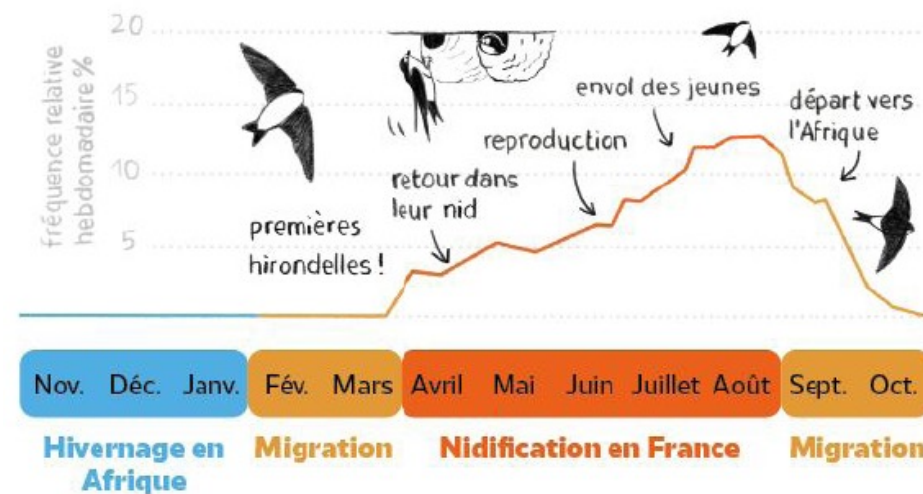 fréquence relative
hebdomadaire %
20
15
10
5
premières
hirondelles !
retour dans
leur nid
reproduction
envol des jeunes
départ vers
l'Afrique
Nov. Déc. Janv. Fév. Mars Avril Mai Juin Juillet Août Sept. Oct.
Hivernage en
Afrique
Migration
Nidification en France
Migration